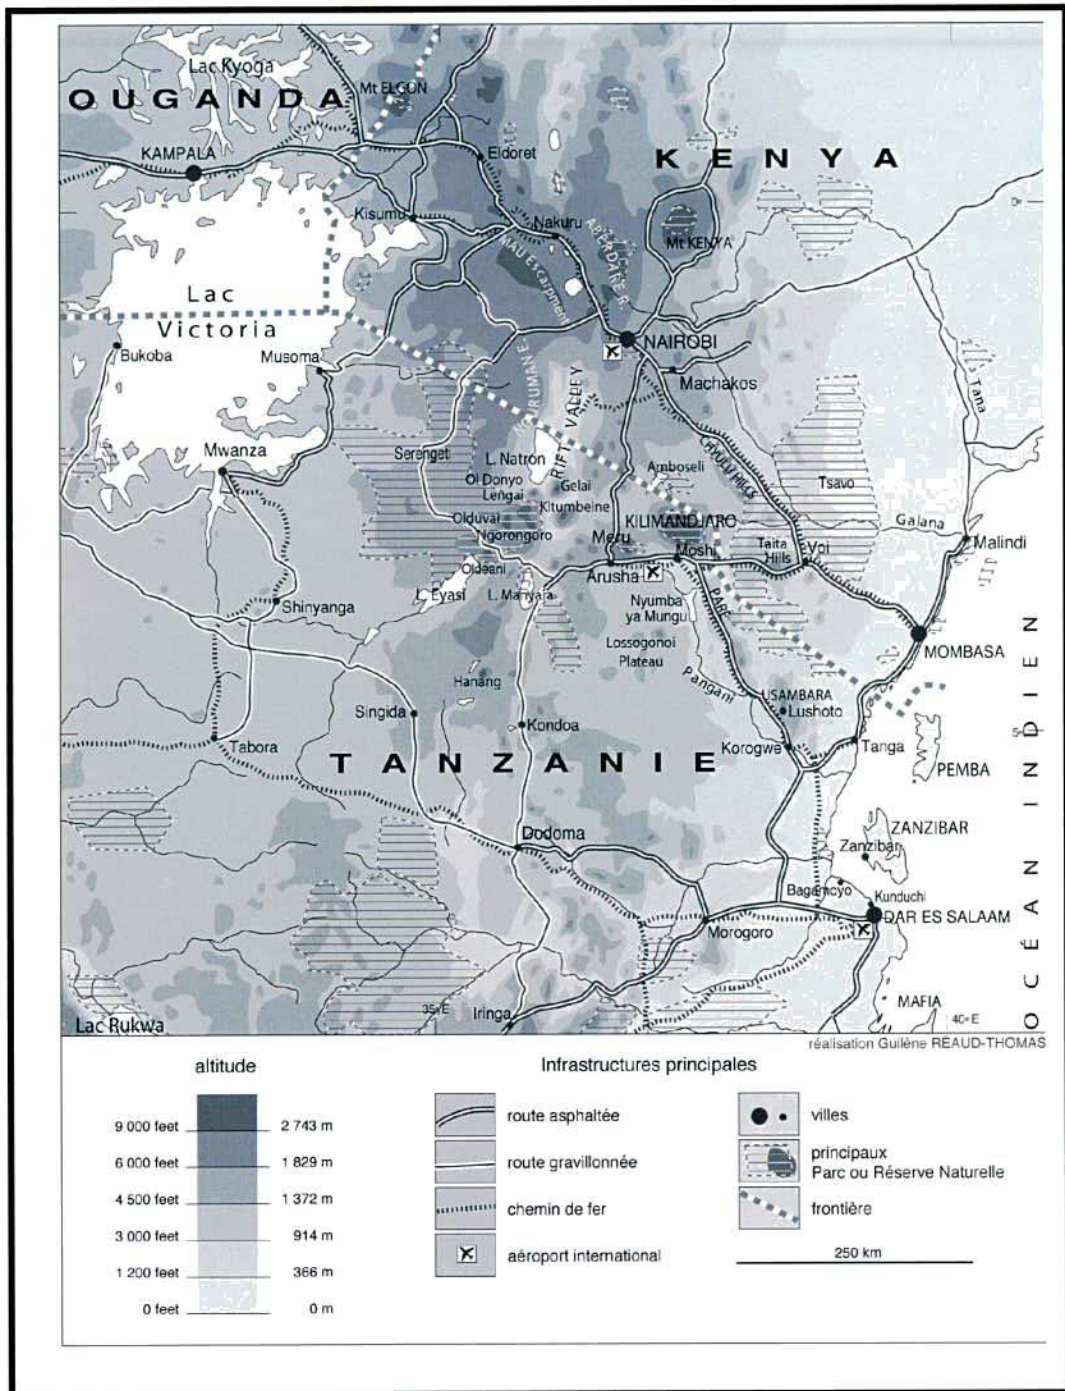 Lac Kyoga
Mt ELGON
OUGANDA
KAMPALA
Eldoret
KENYA
Kisumu
Nakuru
ABERDARE R.
Mt KENYA
MAU Escarpment
0°
Lac
Victoria
Bukoba
Musoma
NAIROBI
Machakos
NGURUMAN E
RIFT VALLEY
Tana
Mwanza
Serengeti
L. Natron
Ol Donyo
Lengai
Gelai
Kitumbeine
Amboseli
CHYULU HILLS
Tsavo
Olduvai
Ngorongoro
KILIMANDJARO
Galana
Meru
Moshi
Taita
Hills
Voi
Malindi
Oldeani
Arusha
L. Eyasi
L. Manyara
Shinyanga
Nyumba
ya Mungu
PARE
MOMBASA
Lossogonoi
Plateau
Hanang
Pangani
USAMBARA
Lushoto
Singida
Kondoa
Korogwe
Tanga
5°
Tabora
TANZANIE
PEMBA
OCÉAN INDIEN
Dodoma
ZANZIBAR
Zanzibar
Bagamoyo
Kunduchi
DAR ES SALAAM
Morogoro
MAFIA
35°E
Iringa
40°E
Lac Rukwa
réalisation Guilène RÉAUD-THOMAS
altitude
9 000 feet 2 743 m
6 000 feet 1 829 m
4 500 feet 1 372 m
3 000 feet 914 m
1 200 feet 366 m
0 feet 0 m
Infrastructures principales
route asphaltée
route gravillonnée
chemin de fer
aéroport international
villes
principaux
Parc ou Réserve Naturelle
frontière
250 km